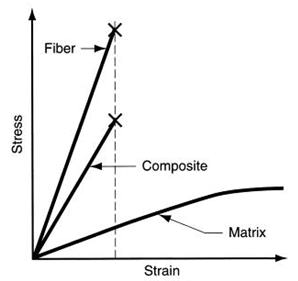 Fiber
Composite
Matrix
Stress
Strain